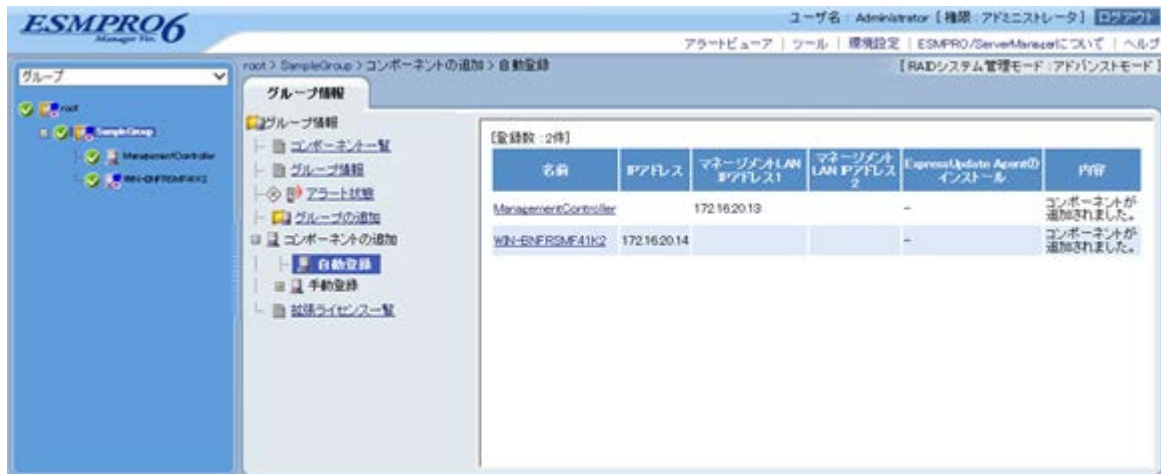 ESMPRO6
Manager Ver.
ユーザ名 : Administrator [ 権限 : アドミニストレータ ] ログアウト
アラートビューア | ツール | 環境設定 | ESMPRO/ServerManagerについて | ヘルプ
グループ
root
SampleGroup
ManagementController
WIN-BNFRSMF41K2
root > SampleGroup > コンポーネントの追加 > 自動登録
[ RAIDシステム管理モード : アドバンストモード ]
グループ情報
グループ情報
コンポーネント一覧
グループ情報
アラート状態
グループの追加
コンポーネントの追加
自動登録
手動登録
拡張ライセンス一覧
[登録数 : 2件]
名前 IPアドレス マネージメントLAN IPアドレス1 マネージメントLAN IPアドレス2 ExpressUpdate Agentのインストール 内容
ManagementController 172.16.20.13 - コンポーネントが追加されました。
WIN-BNFRSMF41K2 172.16.20.14 - コンポーネントが追加されました。